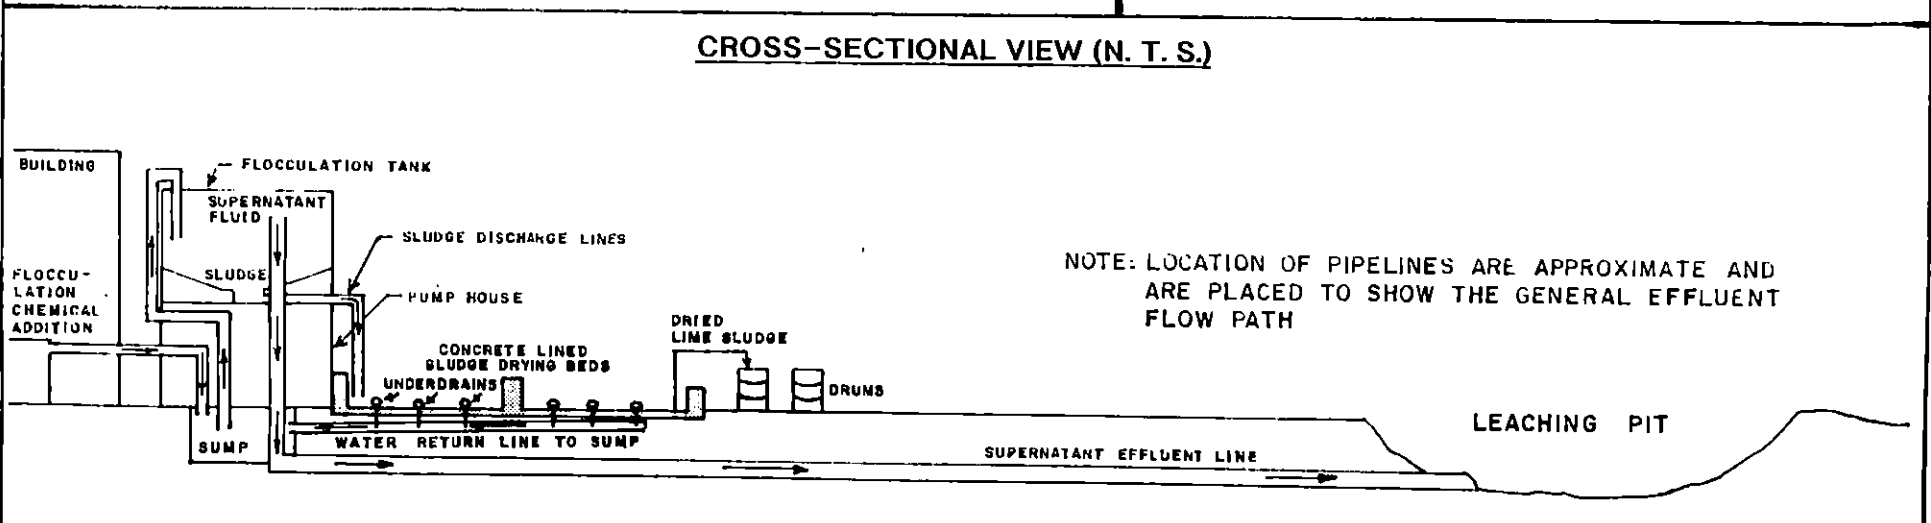 CROSS-SECTIONAL VIEW (N. T. S.)
BUILDING
FLOCCULATION TANK
SUPERNATANT
FLUID
SLUDGE DISCHARGE LINES
SLUDGE
FLOCCU-
LATION
CHEMICAL
ADDITION
PUMP HOUSE
NOTE: LOCATION OF PIPELINES ARE APPROXIMATE AND
ARE PLACED TO SHOW THE GENERAL EFFLUENT
FLOW PATH
DRIED
LIME SLUDGE
CONCRETE LINED
SLUDGE DRYING BEDS
UNDERDRAINS
DRUMS
LEACHING PIT
SUMP
WATER RETURN LINE TO SUMP
SUPERNATANT EFFLUENT LINE